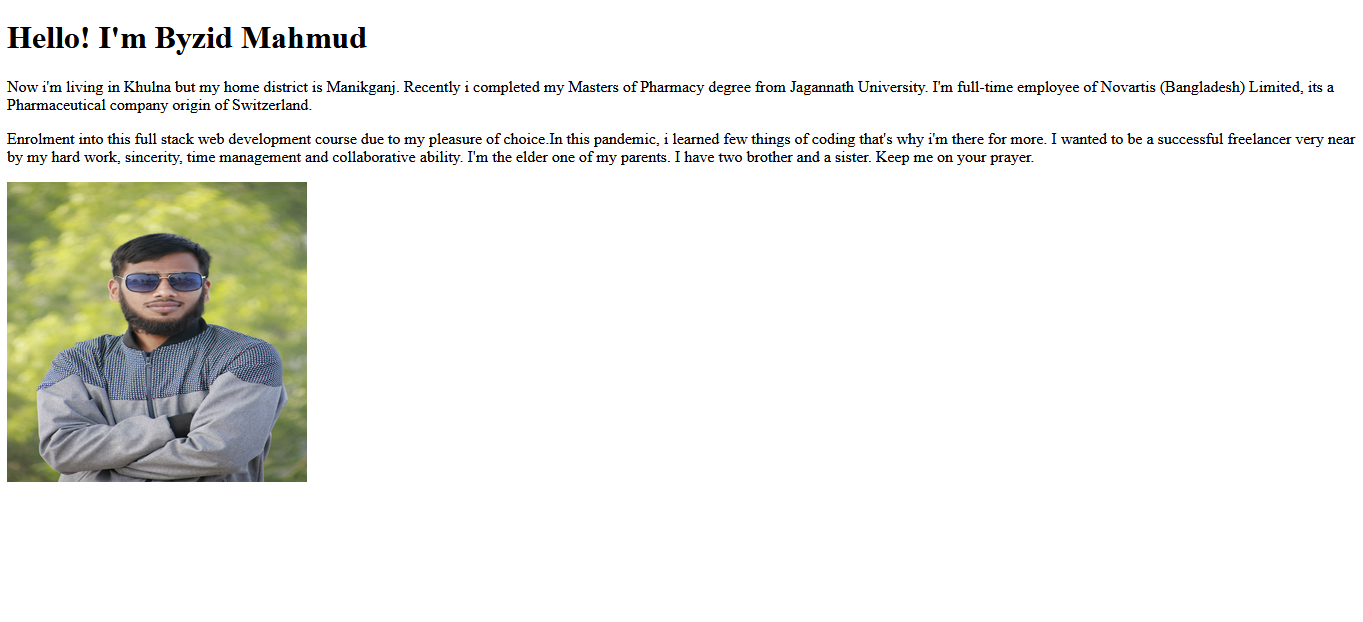 Hello! I'm Byzid Mahmud
Now i'm living in Khulna but my home district is Manikganj. Recently i completed my Masters of Pharmacy degree from Jagannath University. I'm full-time employee of Novartis (Bangladesh) Limited, its a
Pharmaceutical company origin of Switzerland.
Enrolment into this full stack web development course due to my pleasure of choice.In this pandemic, i learned few things of coding that's why i'm there for more. I wanted to be a successful freelancer very near
by my hard work, sincerity, time management and collaborative ability. I'm the elder one of my parents. I have two brother and a sister. Keep me on your prayer.